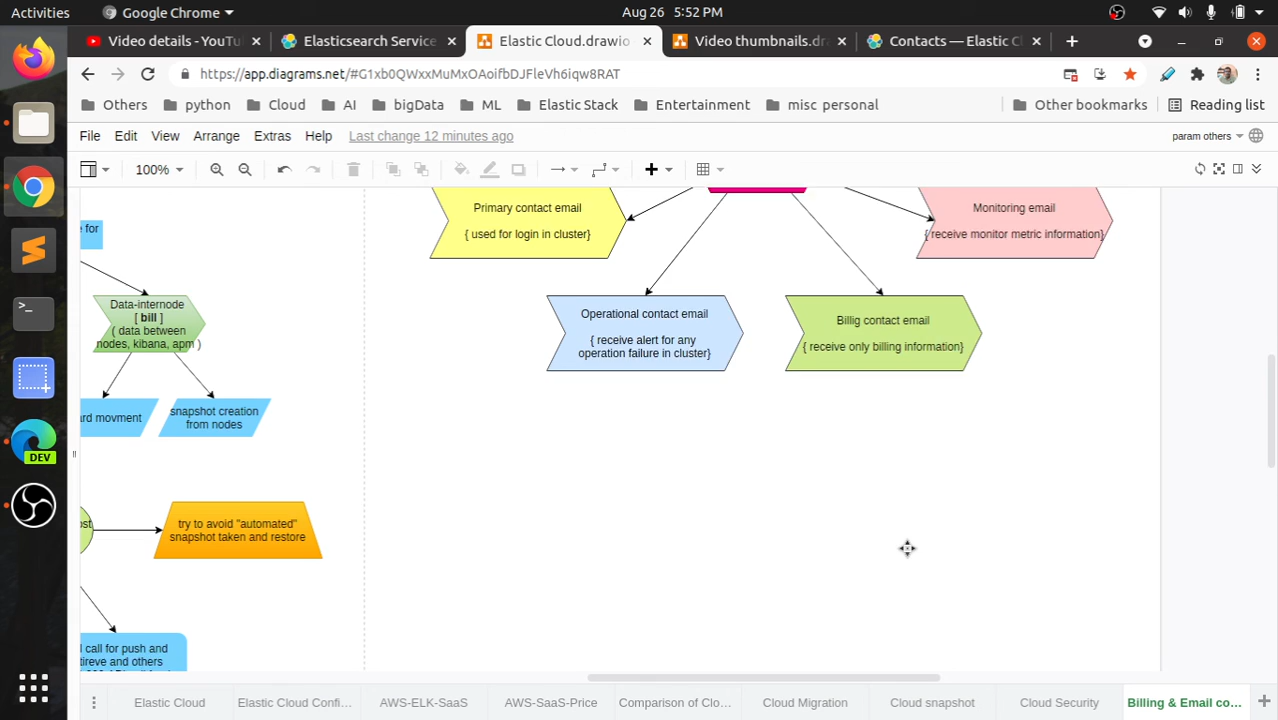 Activities
Google Chrome
Aug 26 5:52 PM
Video details - YouTu
Elasticsearch Service
Elastic Cloud.drawio
Video thumbnails.dr
Contacts — Elastic C
https://app.diagrams.net/#G1xb0QWxxMuMxOAoifbDJFleVh6iqw8RAT
Others
python
Cloud
AI
bigData
ML
Elastic Stack
Entertainment
misc personal
Other bookmarks
Reading list
File
Edit
View
Arrange
Extras
Help
Last change 12 minutes ago
param others
100%
Primary contact email
{ used for login in cluster}
Monitoring email
{ receive monitor metric information}
e for
Data-internode
[ bill ]
( data between
nodes, kibana, apm )
Operational contact email
{ receive alert for any
operation failure in cluster}
Billig contact email
{ receive only billing information}
ard movment
snapshot creation
from nodes
ost
try to avoid "automated"
snapshot taken and restore
call for push and
tireve and others
DEV
Elastic Cloud
Elastic Cloud Confi...
AWS-ELK-SaaS
AWS-SaaS-Price
Comparison of Clo...
Cloud Migration
Cloud snapshot
Cloud Security
Billing & Email co...